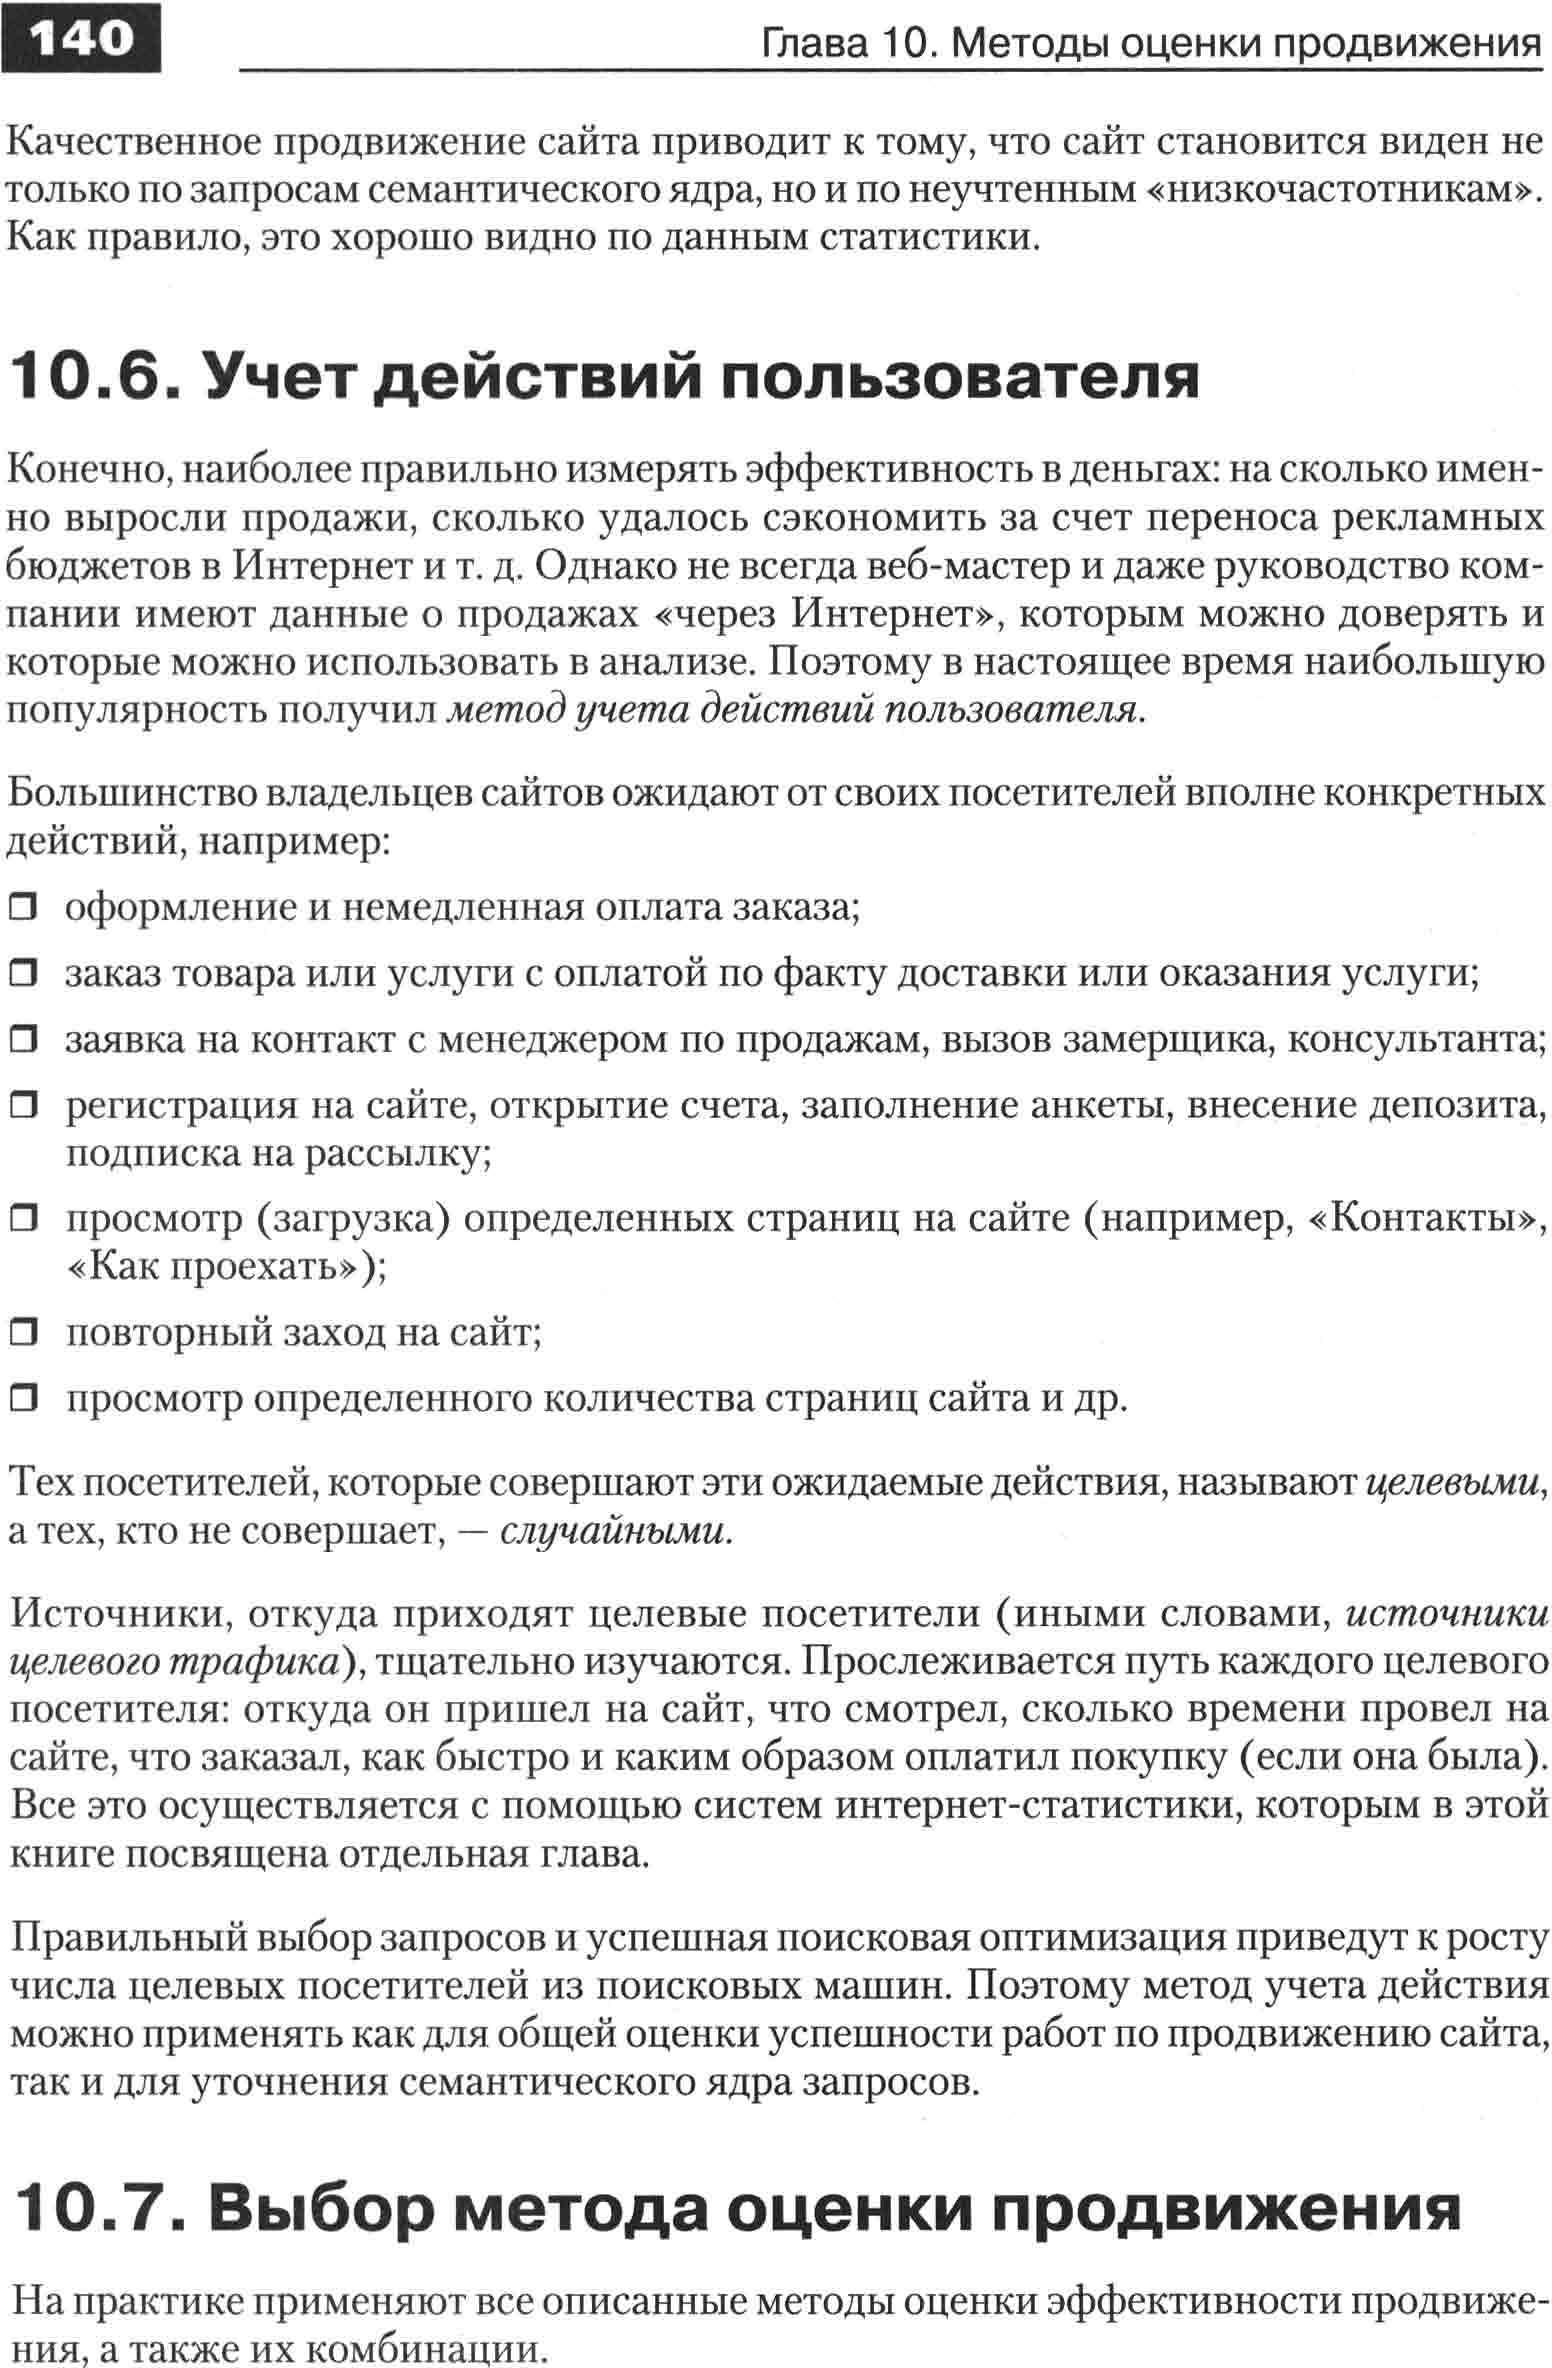 140
Глава 10. Методы оценки продвижения
Качественное продвижение сайта приводит к тому, что сайт становится виден не
только по запросам семантического ядра, но и по неучтенным «низкочастотникам».
Как правило, это хорошо видно по данным статистики.
10.6. Учет действий пользователя
Конечно, наиболее правильно измерять эффективность в деньгах: на сколько имен-
но выросли продажи, сколько удалось сэкономить за счет переноса рекламных
бюджетов в Интернет и т. д. Однако не всегда веб-мастер и даже руководство ком-
пании имеют данные о продажах «через Интернет», которым можно доверять и
которые можно использовать в анализе. Поэтому в настоящее время наибольшую
популярность получил метод учета действий пользователя.
Большинство владельцев сайтов ожидают от своих посетителей вполне конкретных
действий, например:
❒ оформление и немедленная оплата заказа;
❒ заказ товара или услуги с оплатой по факту доставки или оказания услуги;
❒ заявка на контакт с менеджером по продажам, вызов замерщика, консультанта;
❒ регистрация на сайте, открытие счета, заполнение анкеты, внесение депозита,
подписка на рассылку;
❒ просмотр (загрузка) определенных страниц на сайте (например, «Контакты»,
«Как проехать»);
❒ повторный заход на сайт;
❒ просмотр определенного количества страниц сайта и др.
Тех посетителей, которые совершают эти ожидаемые действия, называют целевыми,
а тех, кто не совершает, — случайными.
Источники, откуда приходят целевые посетители (иными словами, источники
целевого трафика), тщательно изучаются. Прослеживается путь каждого целевого
посетителя: откуда он пришел на сайт, что смотрел, сколько времени провел на
сайте, что заказал, как быстро и каким образом оплатил покупку (если она была).
Все это осуществляется с помощью систем интернет-статистики, которым в этой
книге посвящена отдельная глава.
Правильный выбор запросов и успешная поисковая оптимизация приведут к росту
числа целевых посетителей из поисковых машин. Поэтому метод учета действия
можно применять как для общей оценки успешности работ по продвижению сайта,
так и для уточнения семантического ядра запросов.
10.7. Выбор метода оценки продвижения
На практике применяют все описанные методы оценки эффективности продвиже-
ния, а также их комбинации.